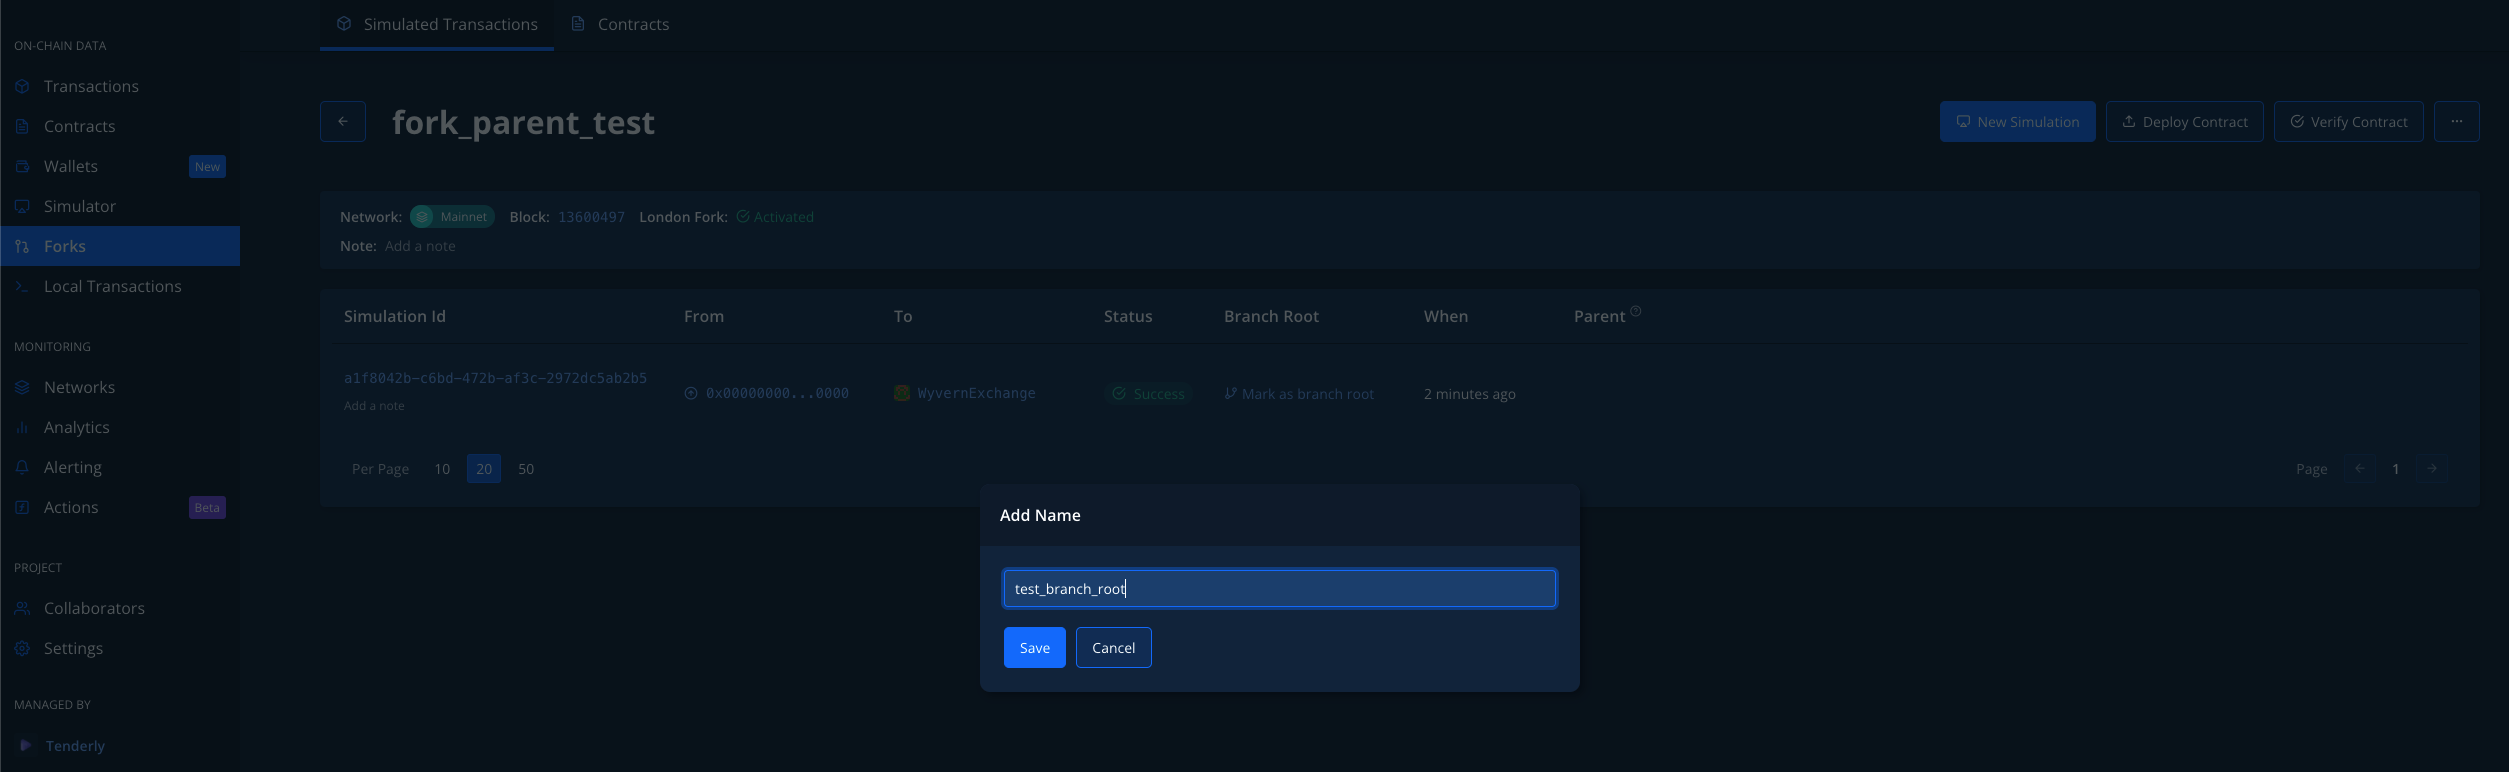 ON-CHAIN DATA
Transactions
Contracts
Wallets New
Simulator
Forks
Local Transactions
MONITORING
Networks
Analytics
Alerting
Actions Beta
PROJECT
Collaborators
Settings
MANAGED BY
Tenderly
Simulated Transactions Contracts
fork_parent_test
New Simulation Deploy Contract Verify Contract ...
Network: Mainnet Block: 13600497 London Fork: Activated
Note: Add a note
Simulation Id From To Status Branch Root When Parent
a1f8042b-c6bd-472b-af3c-2972dc5ab2b5
0x00000000...0000 WyvernExchange Success Mark as branch root 2 minutes ago
Add a note
Per Page 10 20 50 Page 1
Add Name
test_branch_root
Save Cancel